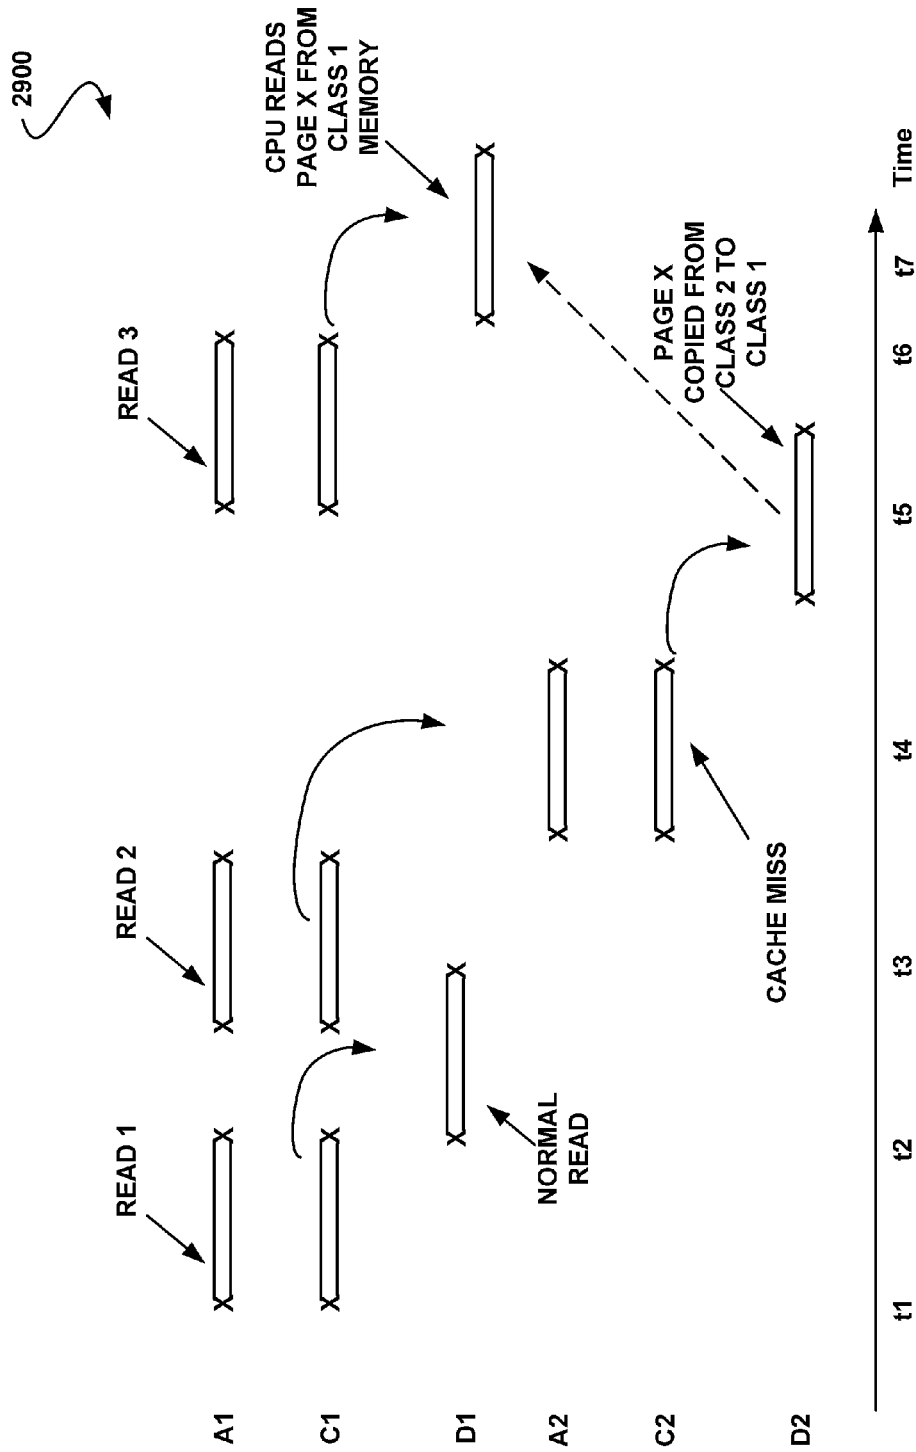 2900
READ 1
READ 2
READ 3
CPU READS
PAGE X FROM
CLASS 1
MEMORY
A1
C1
D1
NORMAL
READ
A2
C2
CACHE MISS
PAGE X
COPIED FROM
CLASS 2 TO
CLASS 1
D2
t1 t2 t3 t4 t5 t6 t7 Time